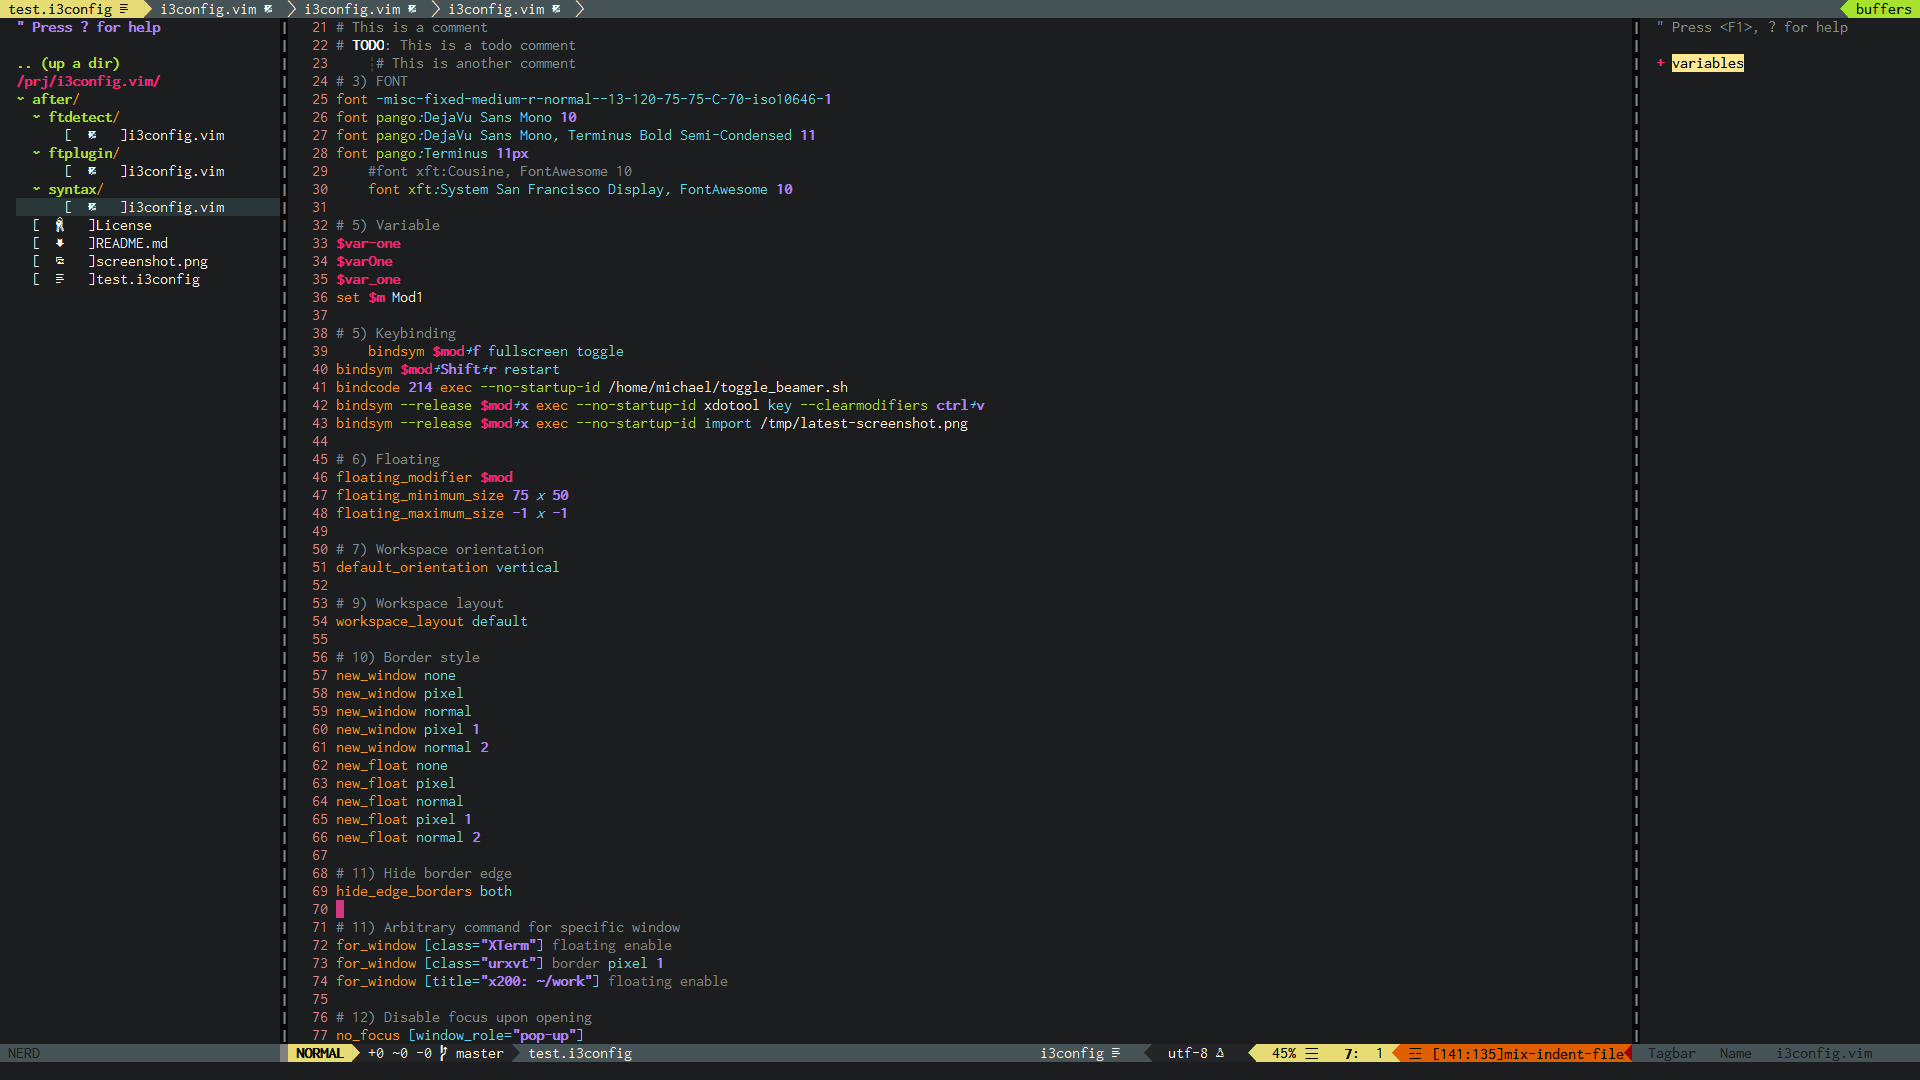 test.i3config i3config.vim i3config.vim i3config.vim buffers
" Press ? for help
.. (up a dir)
/prj/i3config.vim/
after/
ftdetect/
[ ]i3config.vim
ftplugin/
[ ]i3config.vim
syntax/
[ ]i3config.vim
[ ]License
[ ]README.md
[ ]screenshot.png
[ ]test.i3config
21 # This is a comment
22 # TODO: This is a todo comment
23 # This is another comment
24 # 3) FONT
25 font -misc-fixed-medium-r-normal--13-120-75-75-C-70-iso10646-1
26 font pango:DejaVu Sans Mono 10
27 font pango:DejaVu Sans Mono, Terminus Bold Semi-Condensed 11
28 font pango:Terminus 11px
29 #font xft:Cousine, FontAwesome 10
30 font xft:System San Francisco Display, FontAwesome 10
31
32 # 5) Variable
33 $var-one
34 $varOne
35 $var_one
36 set $m Mod1
37
38 # 5) Keybinding
39 bindsym $mod+f fullscreen toggle
40 bindsym $mod+Shift+r restart
41 bindcode 214 exec --no-startup-id /home/michael/toggle_beamer.sh
42 bindsym --release $mod+x exec --no-startup-id xdotool key --clearmodifiers ctrl+v
43 bindsym --release $mod+x exec --no-startup-id import /tmp/latest-screenshot.png
44
45 # 6) Floating
46 floating_modifier $mod
47 floating_minimum_size 75 x 50
48 floating_maximum_size -1 x -1
49
50 # 7) Workspace orientation
51 default_orientation vertical
52
53 # 9) Workspace layout
54 workspace_layout default
55
56 # 10) Border style
57 new_window none
58 new_window pixel
59 new_window normal
60 new_window pixel 1
61 new_window normal 2
62 new_float none
63 new_float pixel
64 new_float normal
65 new_float pixel 1
66 new_float normal 2
67
68 # 11) Hide border edge
69 hide_edge_borders both
70
71 # 11) Arbitrary command for specific window
72 for_window [class="XTerm"] floating enable
73 for_window [class="urxvt"] border pixel 1
74 for_window [title="x200: ~/work"] floating enable
75
76 # 12) Disable focus upon opening
77 no_focus [window_role="pop-up"]
" Press <F1>, ? for help
+ variables
NERD NORMAL +0 ~0 -0 master test.i3config i3config utf-8 45% 7: 1 [141:135]mix-indent-file Tagbar Name i3config.vim